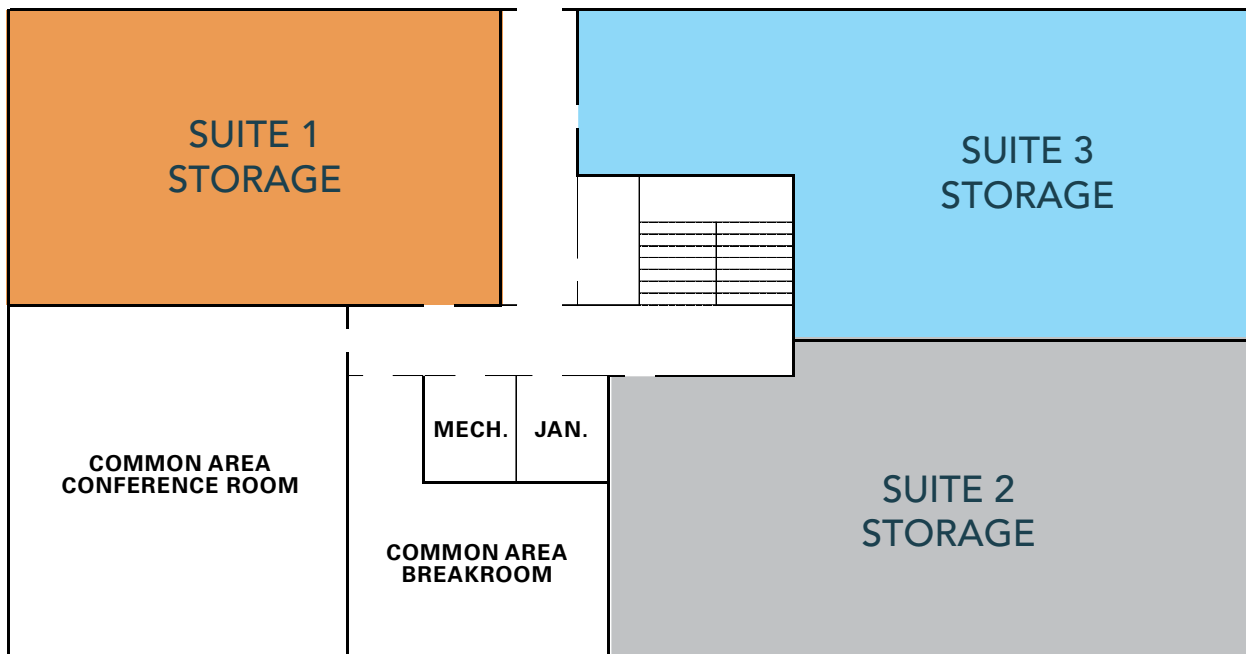 SUITE 1
STORAGE
SUITE 3
STORAGE
MECH.
JAN.
COMMON AREA
CONFERENCE ROOM
COMMON AREA
BREAKROOM
SUITE 2
STORAGE